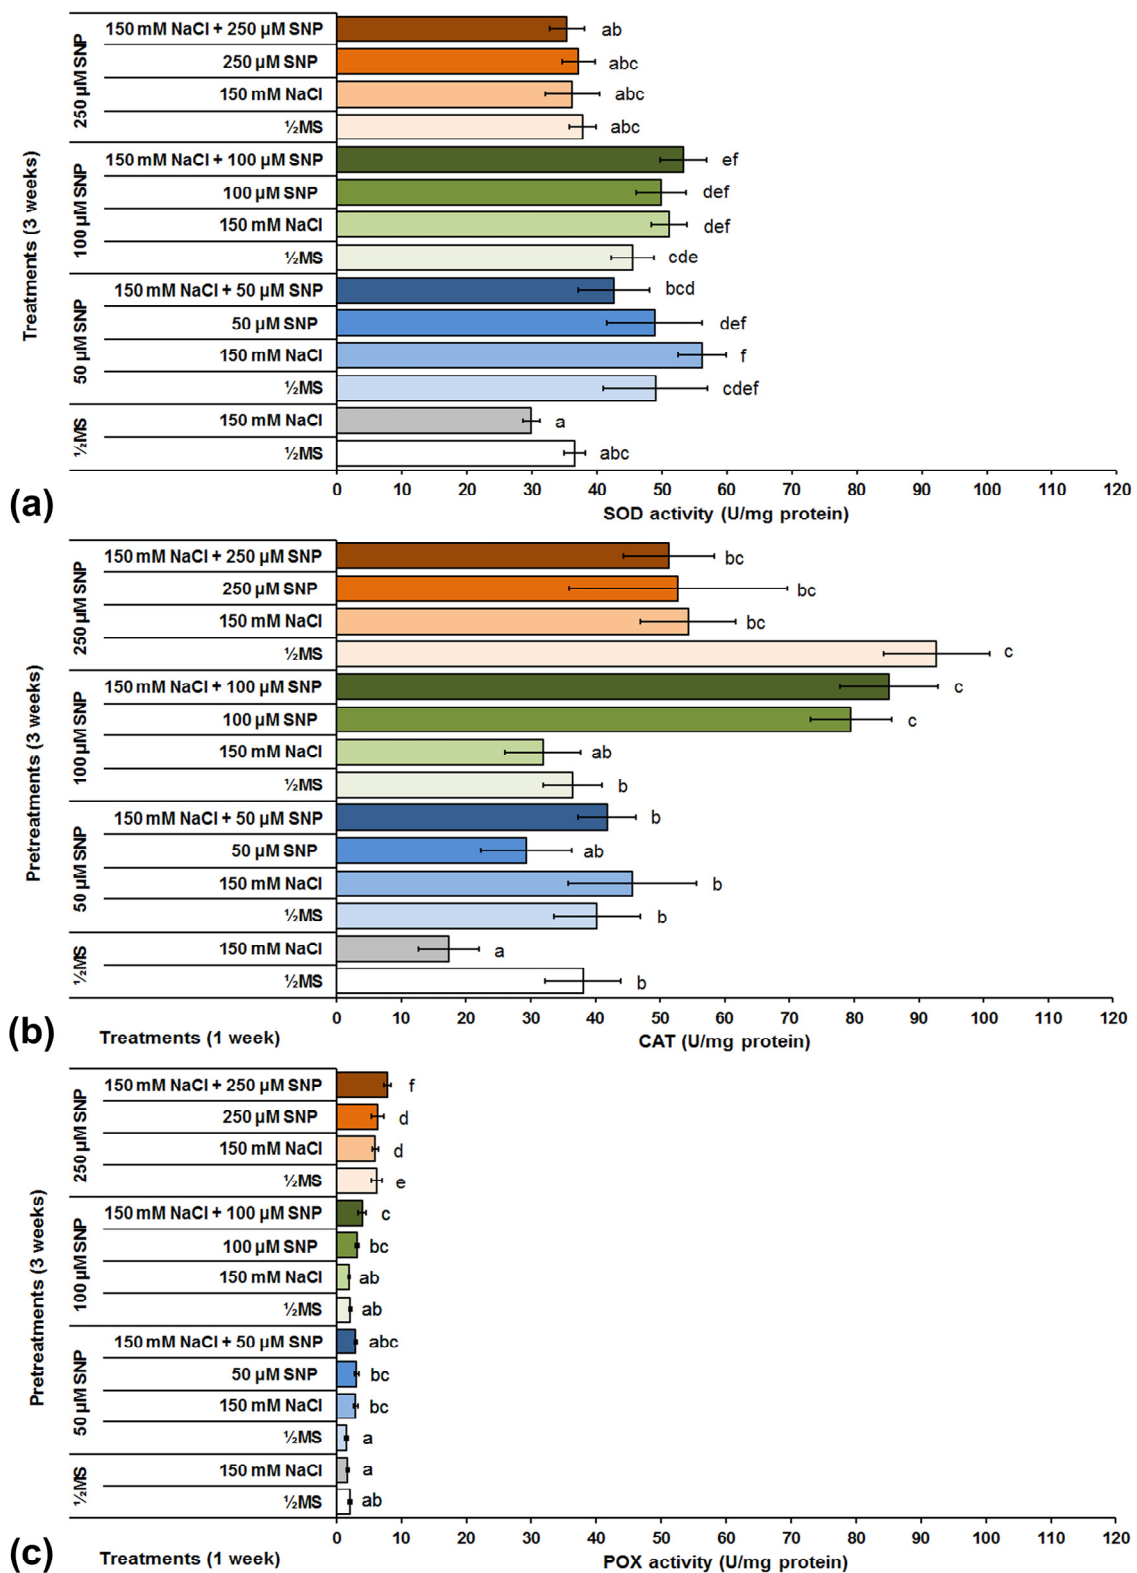 Treatments (3 weeks)
250 µM SNP
150 mM NaCl + 250 µM SNP
ab
250 µM SNP
abc
150 mM NaCl
abc
½MS
abc
100 µM SNP
150 mM NaCl + 100 µM SNP
ef
100 µM SNP
def
150 mM NaCl
def
½MS
cde
50 µM SNP
150 mM NaCl + 50 µM SNP
bcd
50 µM SNP
def
150 mM NaCl
f
½MS
cdef
½MS
150 mM NaCl
a
½MS
abc
0 10 20 30 40 50 60 70 80 90 100 110 120
(a)
SOD activity (U/mg protein)
Pretreatments (3 weeks)
250 µM SNP
150 mM NaCl + 250 µM SNP
bc
250 µM SNP
bc
150 mM NaCl
bc
½MS
c
100 µM SNP
150 mM NaCl + 100 µM SNP
c
100 µM SNP
c
150 mM NaCl
ab
½MS
b
50 µM SNP
150 mM NaCl + 50 µM SNP
b
50 µM SNP
ab
150 mM NaCl
b
½MS
b
½MS
150 mM NaCl
a
½MS
b
0 10 20 30 40 50 60 70 80 90 100 110 120
(b)
Treatments (1 week)
CAT (U/mg protein)
Pretreatments (3 weeks)
250 µM SNP
150 mM NaCl + 250 µM SNP
f
250 µM SNP
d
150 mM NaCl
d
½MS
e
100 µM SNP
150 mM NaCl + 100 µM SNP
c
100 µM SNP
bc
150 mM NaCl
ab
½MS
ab
50 µM SNP
150 mM NaCl + 50 µM SNP
abc
50 µM SNP
bc
150 mM NaCl
bc
½MS
a
½MS
150 mM NaCl
a
½MS
ab
0 10 20 30 40 50 60 70 80 90 100 110 120
(c)
Treatments (1 week)
POX activity (U/mg protein)